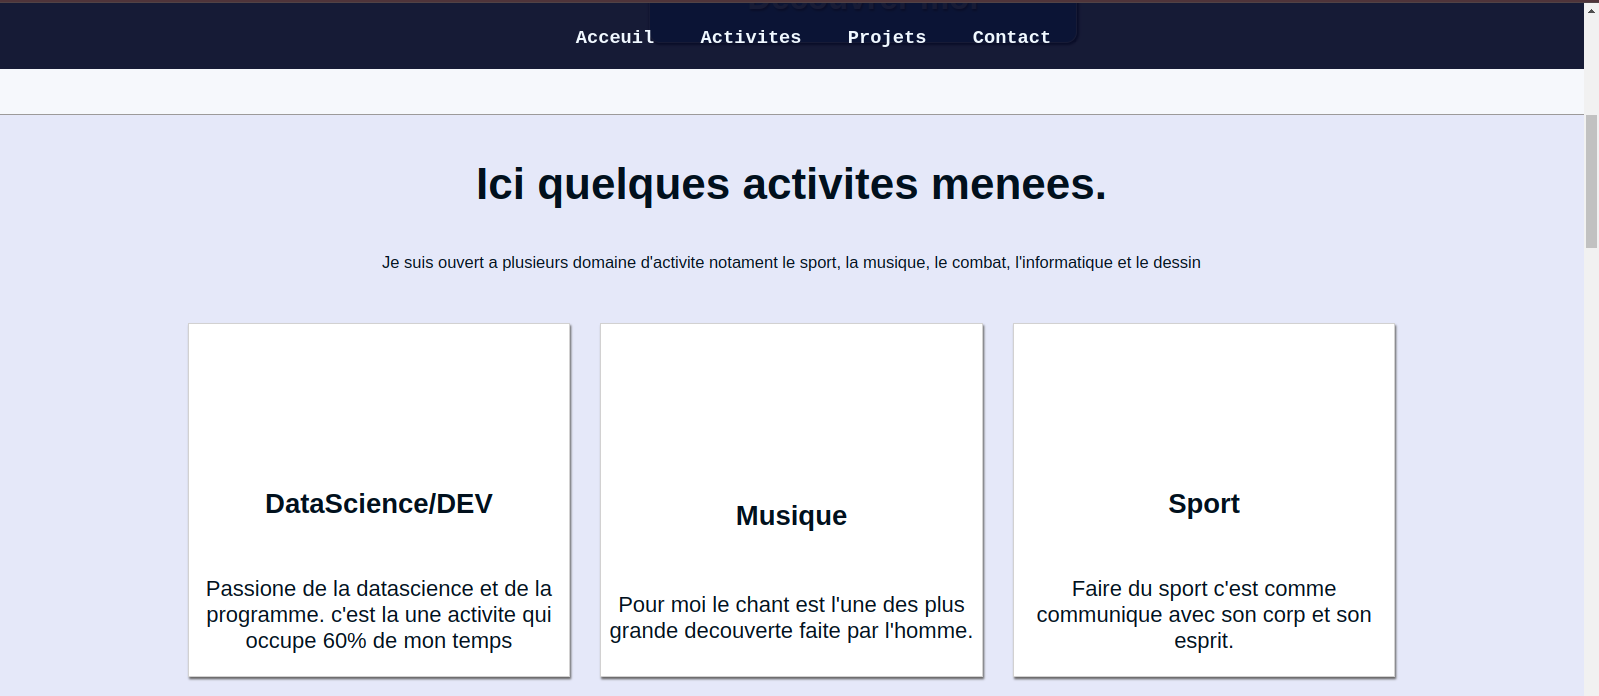 Decouvrer moi
Acceuil Activites Projets Contact
Ici quelques activites menees.
Je suis ouvert a plusieurs domaine d'activite notament le sport, la musique, le combat, l'informatique et le dessin
DataScience/DEV
Passione de la datascience et de la
programme. c'est la une activite qui
occupe 60% de mon temps
Musique
Pour moi le chant est l'une des plus
grande decouverte faite par l'homme.
Sport
Faire du sport c'est comme
communique avec son corp et son
esprit.